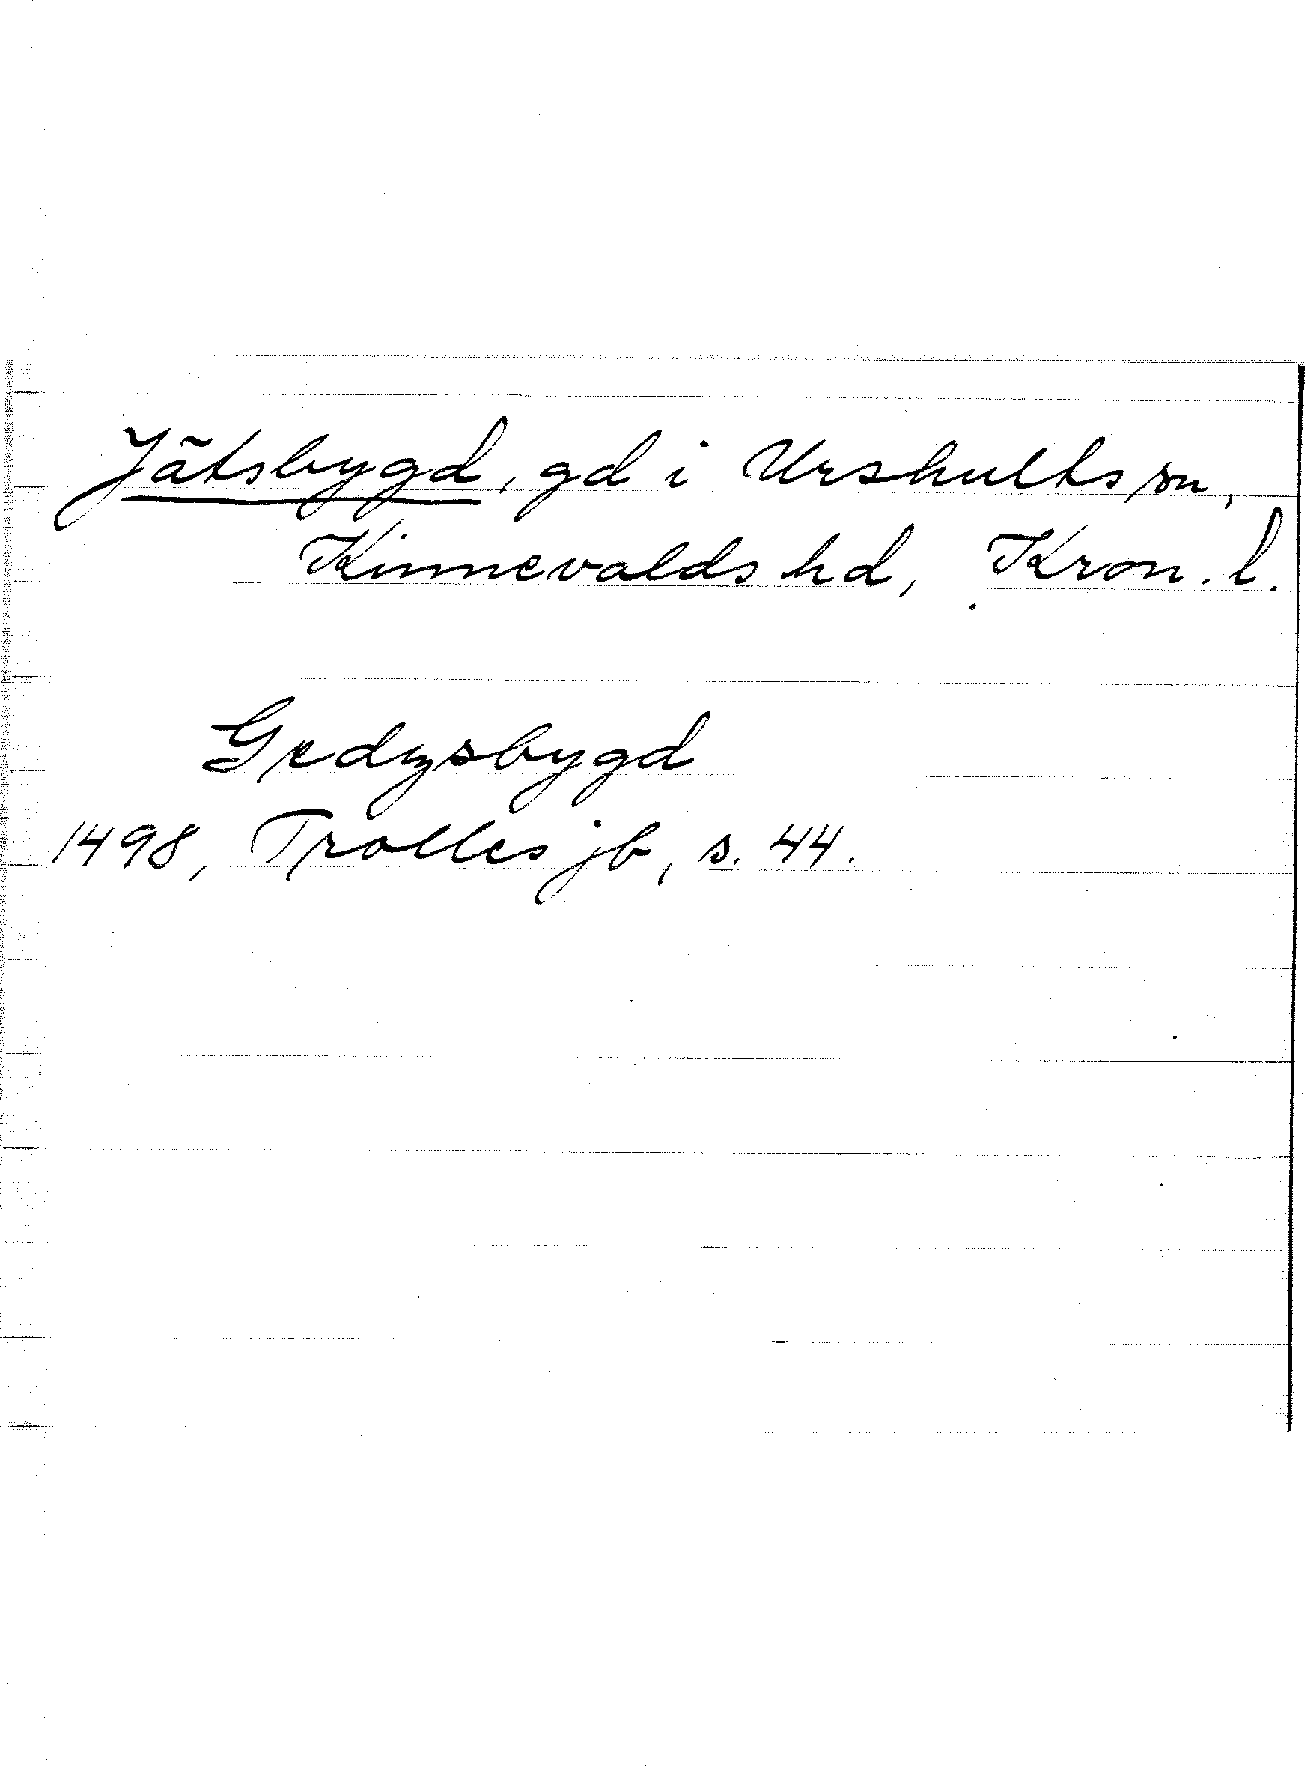 Jätsbygd, gd i Urshults sn,
Kinnevalds hd, Kron. l.
Gedzsbygd
1498, Trolles jb, s. 44.